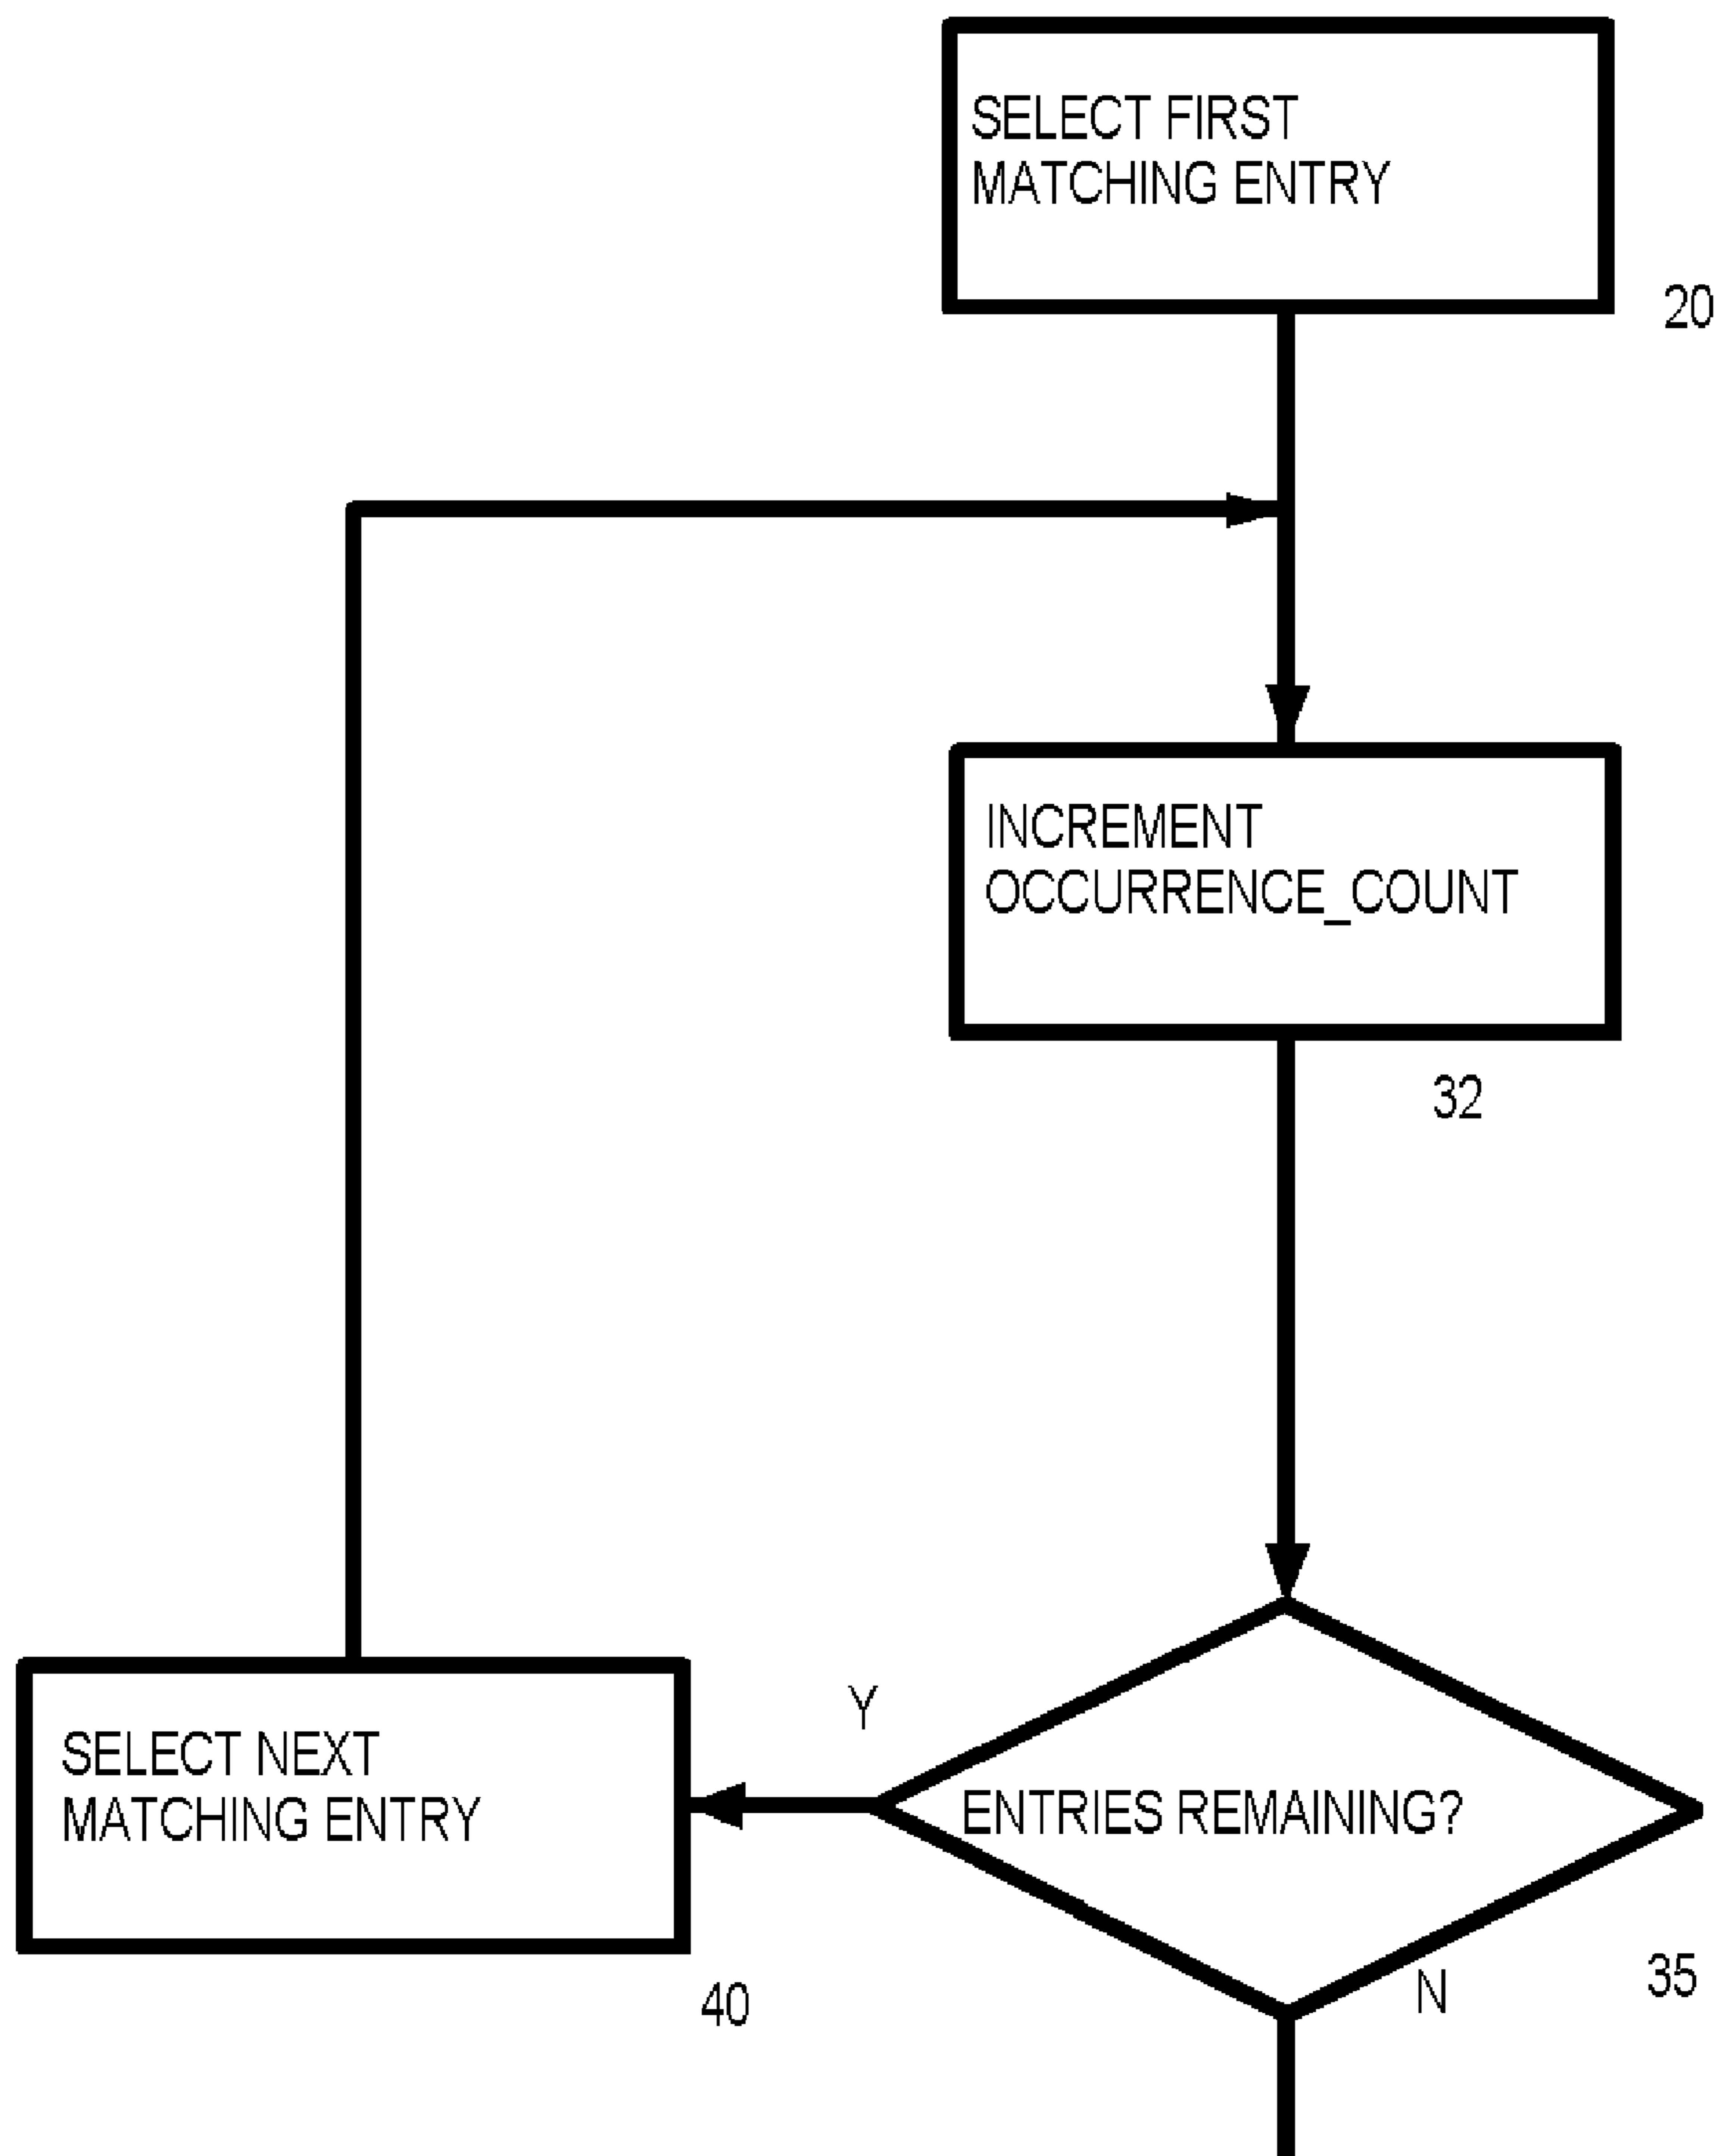 SELECT FIRST
MATCHING ENTRY
20
INCREMENT
OCCURRENCE_COUNT
32
Y
ENTRIES REMAINING?
N
35
SELECT NEXT
MATCHING ENTRY
40